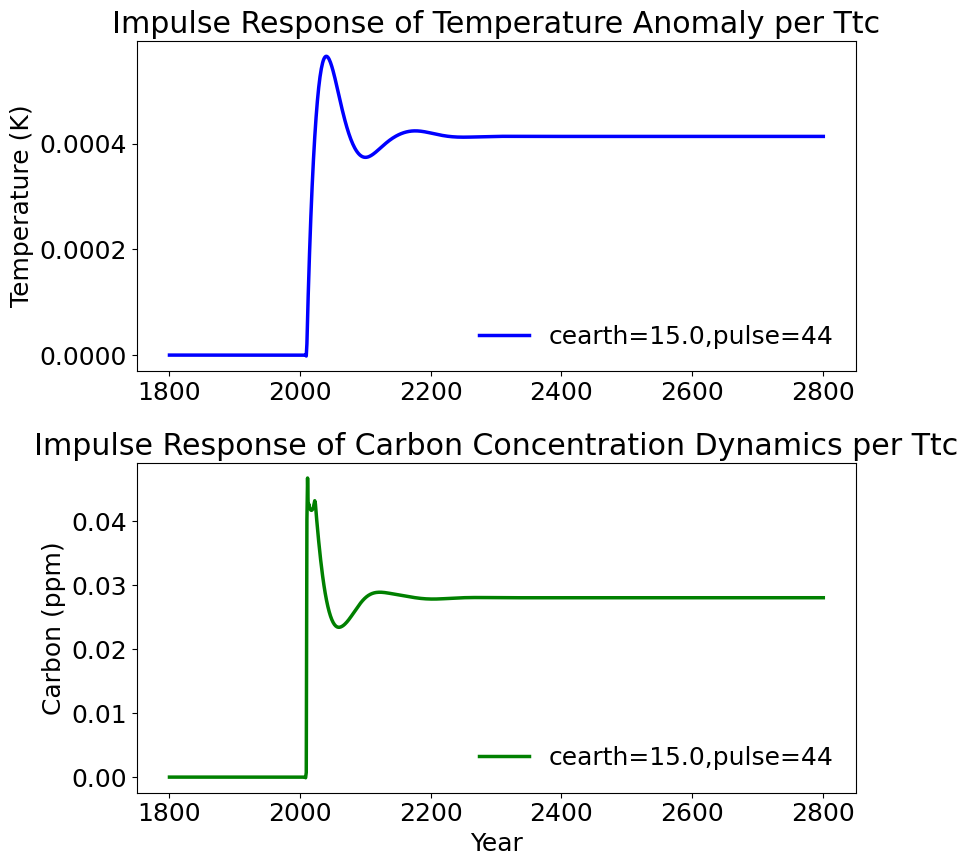 Impulse Response of Temperature Anomaly per Ttc
Temperature (K)
0.0004
0.0002
0.0000
cearth=15.0,pulse=44
1800 2000 2200 2400 2600 2800
Impulse Response of Carbon Concentration Dynamics per Ttc
Carbon (ppm)
0.04
0.03
0.02
0.01
0.00
cearth=15.0,pulse=44
1800 2000 2200 2400 2600 2800
Year